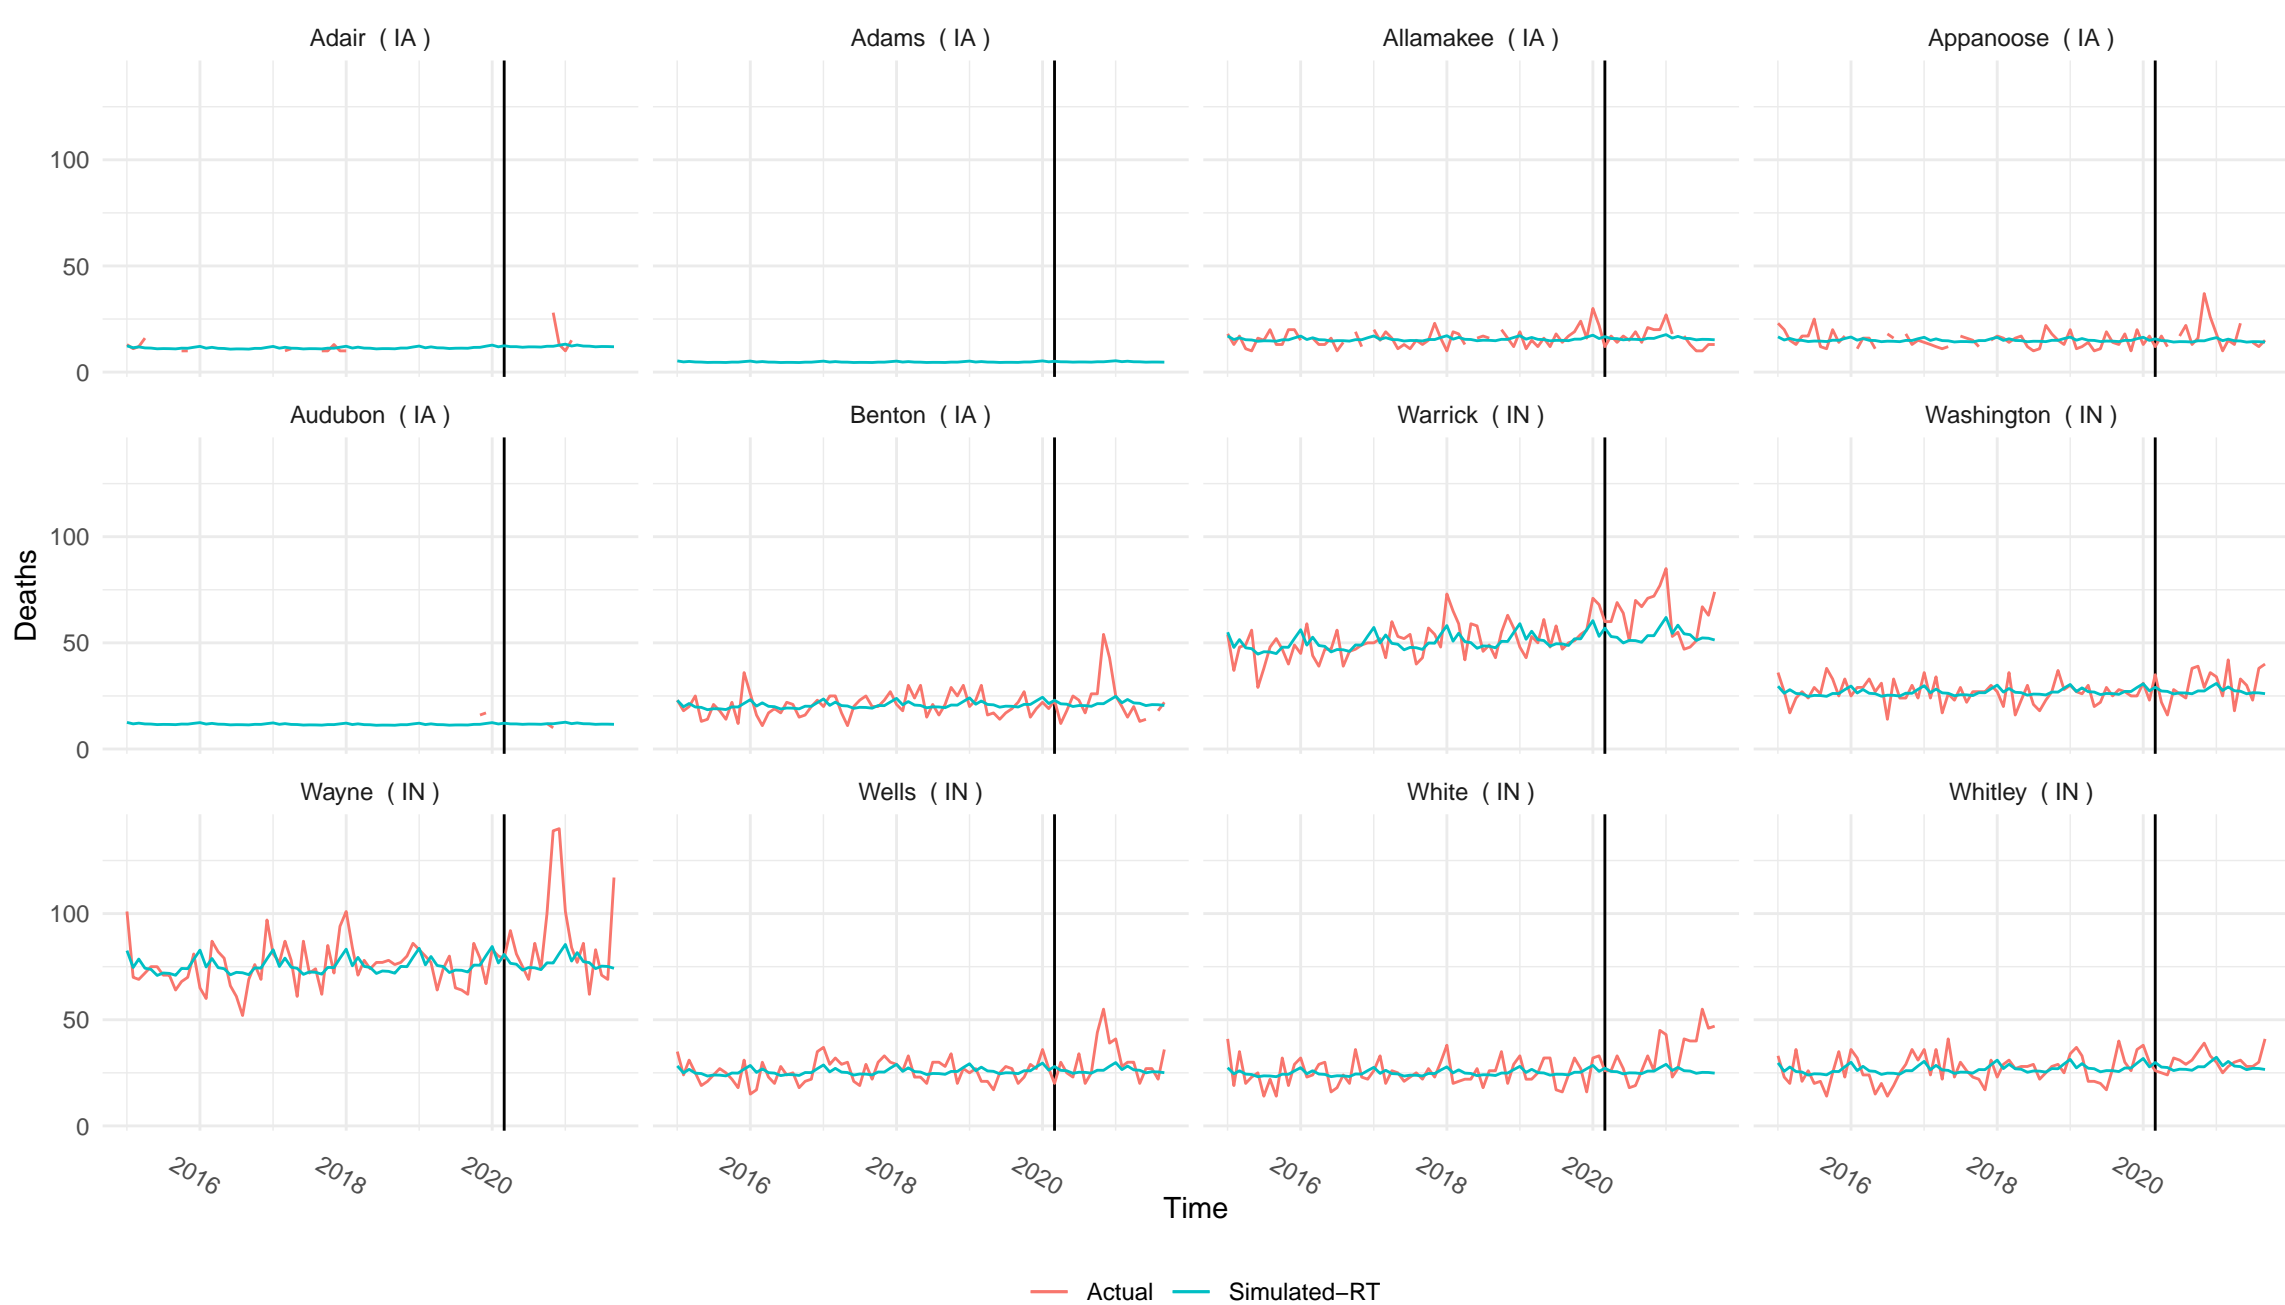 Adair ( IA ) Adams ( IA ) Allamakee ( IA ) Appanoose ( IA )
100
50
0
Audubon ( IA ) Benton ( IA ) Warrick ( IN ) Washington ( IN )
100
50
0
Deaths
Wayne ( IN ) Wells ( IN ) White ( IN ) Whitley ( IN )
100
50
0
2016 2018 2020 2016 2018 2020 2016 2018 2020 2016 2018 2020
Time
Actual Simulated−RT